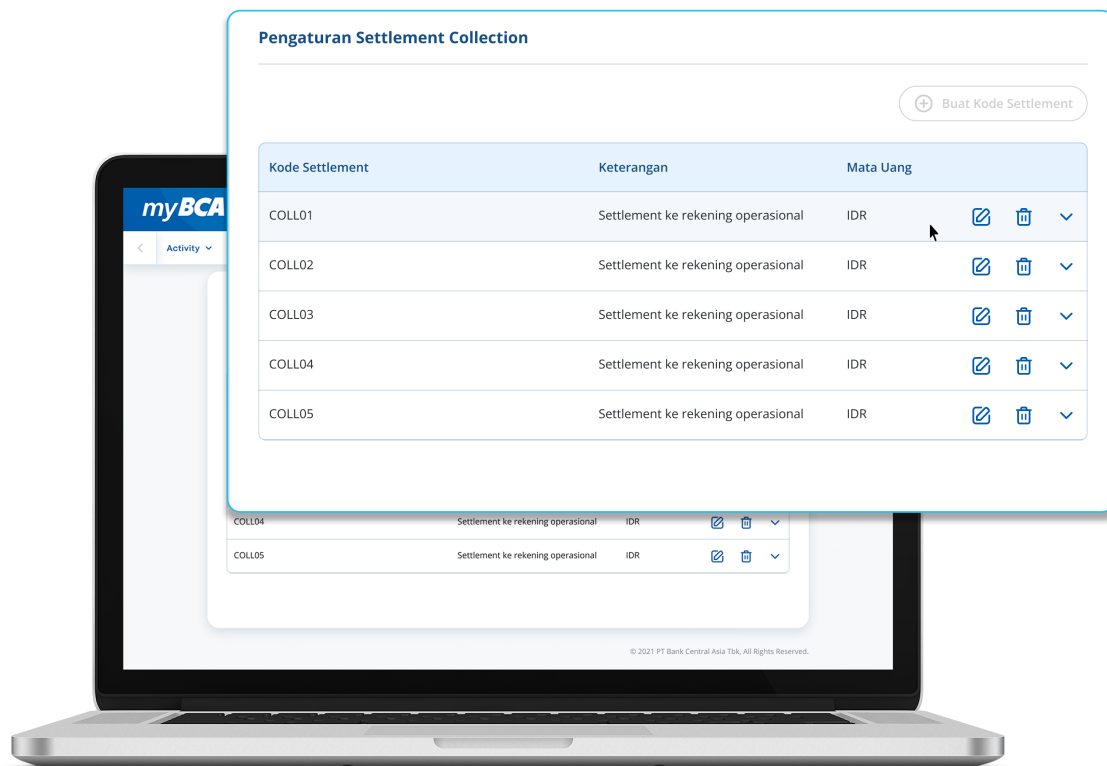 Pengaturan Settlement Collection
Buat Kode Settlement
Kode Settlement Keterangan Mata Uang
COLL01 Settlement ke rekening operasional IDR
COLL02 Settlement ke rekening operasional IDR
COLL03 Settlement ke rekening operasional IDR
COLL04 Settlement ke rekening operasional IDR
COLL05 Settlement ke rekening operasional IDR
myBCA
Activity
COLL04 Settlement ke rekening operasional IDR
COLL05 Settlement ke rekening operasional IDR
© 2021 PT Bank Central Asia Tbk, All Rights Reserved.